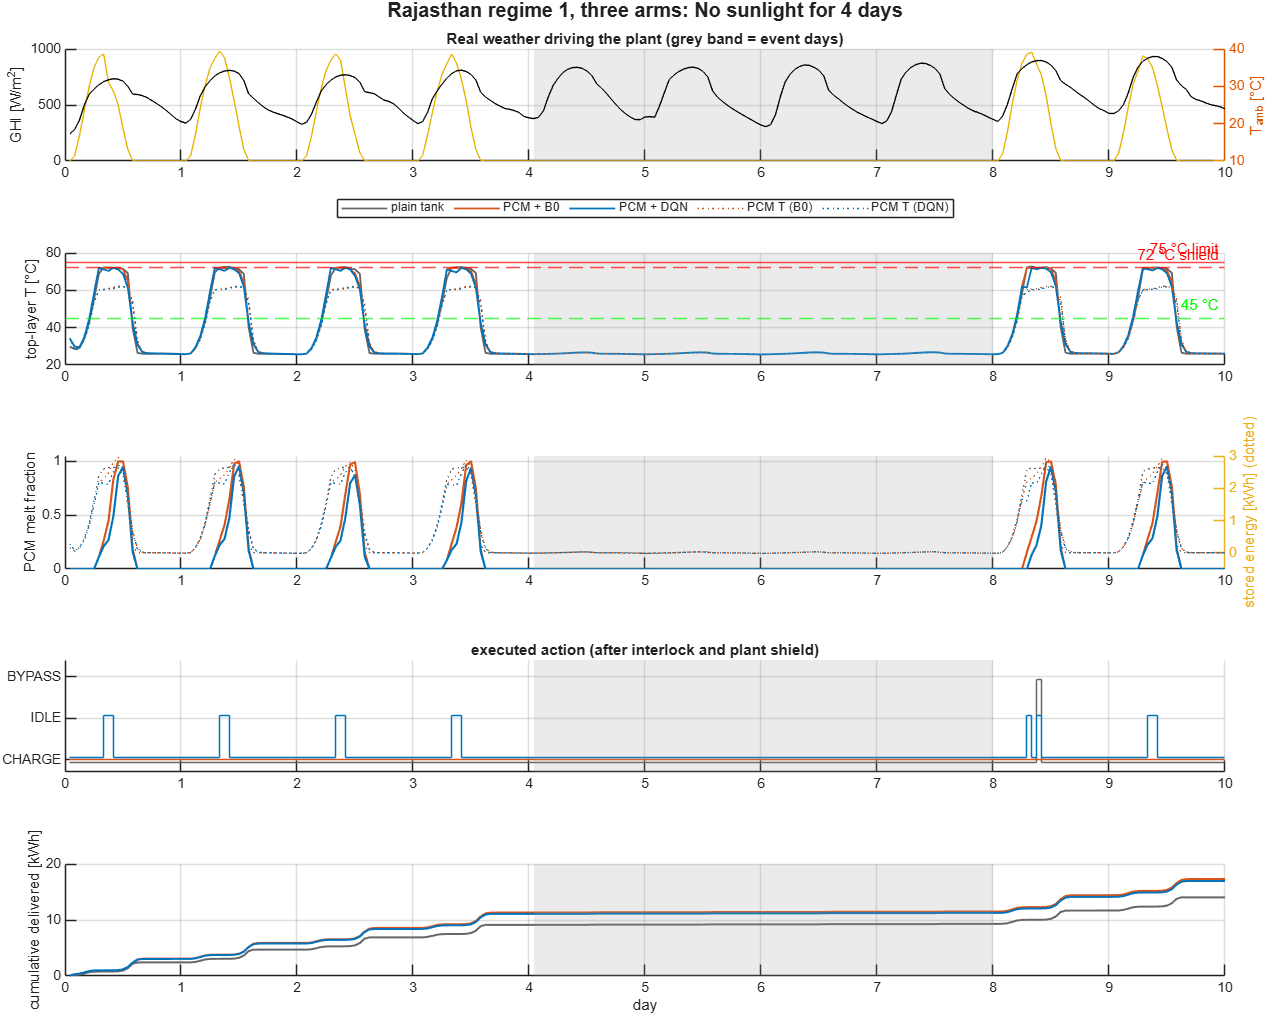 Rajasthan regime 1, three arms: No sunlight for 4 days
Real weather driving the plant (grey band = event days)
GHI [W/m²]
1000
500
0
40
30
20
10
T_amb [°C]
0 1 2 3 4 5 6 7 8 9 10
plain tank PCM + B0 PCM + DQN PCM T (B0) PCM T (DQN)
top-layer T [°C]
80
60
40
20
75 °C limit
72 °C shield
45 °C
0 1 2 3 4 5 6 7 8 9 10
PCM melt fraction
1
0.5
0
3
2
1
0
stored energy [kWh] (dotted)
0 1 2 3 4 5 6 7 8 9 10
executed action (after interlock and plant shield)
BYPASS
IDLE
CHARGE
0 1 2 3 4 5 6 7 8 9 10
cumulative delivered [kWh]
20
10
0
0 1 2 3 4 5 6 7 8 9 10
day